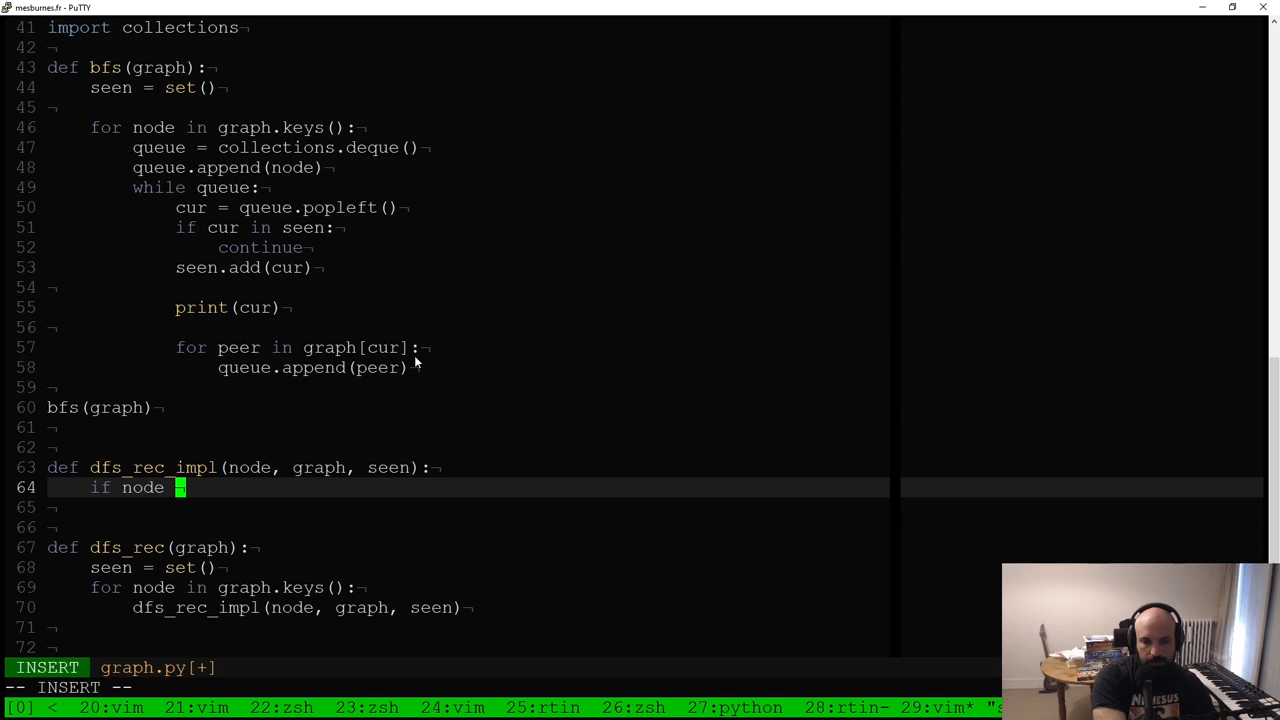 mesburnes.fr - PuTTY
41 import collections¬
42 ¬
43 def bfs(graph):¬
44     seen = set()¬
45 ¬
46     for node in graph.keys():¬
47         queue = collections.deque()¬
48         queue.append(node)¬
49         while queue:¬
50             cur = queue.popleft()¬
51             if cur in seen:¬
52                 continue¬
53             seen.add(cur)¬
54 ¬
55             print(cur)¬
56 ¬
57             for peer in graph[cur]:¬
58                 queue.append(peer)¬
59 ¬
60 bfs(graph)¬
61 ¬
62 ¬
63 def dfs_rec_impl(node, graph, seen):¬
64     if node ¬
65 ¬
66 ¬
67 def dfs_rec(graph):¬
68     seen = set()¬
69     for node in graph.keys():¬
70         dfs_rec_impl(node, graph, seen)¬
71 ¬
72 ¬
INSERT graph.py[+]
-- INSERT --
[0] < 20:vim 21:vim 22:zsh 23:zsh 24:vim 25:rtin 26:zsh 27:python 28:rtin- 29:vim* "s